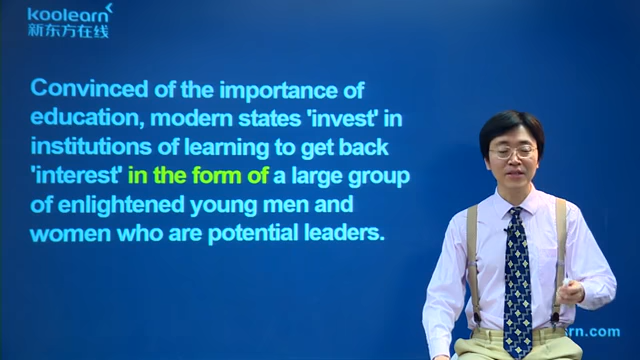 koolearn
新东方在线
Convinced of the importance of
education, modern states 'invest' in
institutions of learning to get back
'interest' in the form of a large group
of enlightened young men and
women who are potential leaders.
earn.com